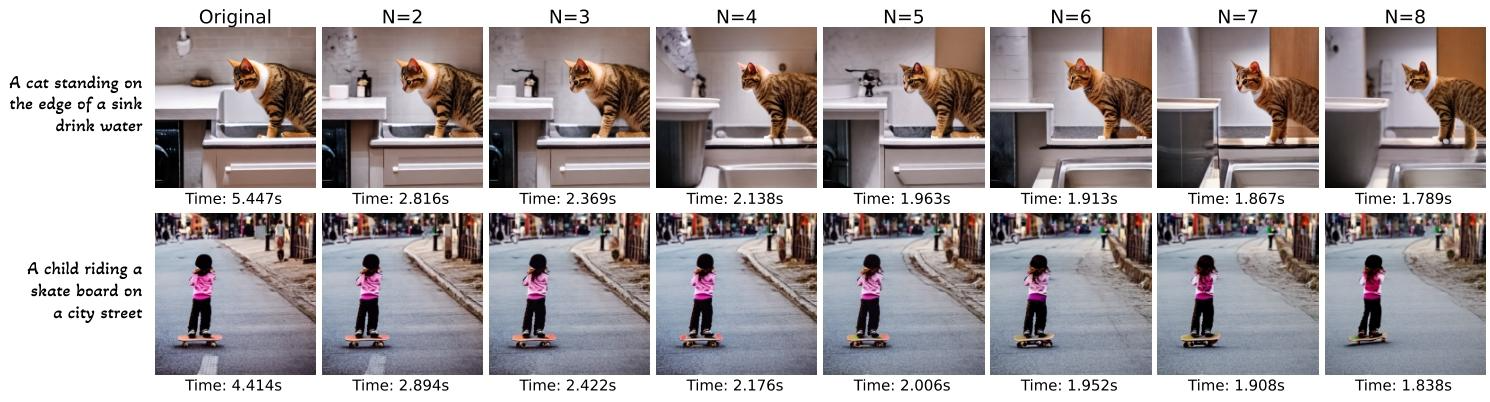 Original N=2 N=3 N=4 N=5 N=6 N=7 N=8
A cat standing on
the edge of a sink
drink water
Time: 5.447s Time: 2.816s Time: 2.369s Time: 2.138s Time: 1.963s Time: 1.913s Time: 1.867s Time: 1.789s
A child riding a
skate board on
a city street
Time: 4.414s Time: 2.894s Time: 2.422s Time: 2.176s Time: 2.006s Time: 1.952s Time: 1.908s Time: 1.838s